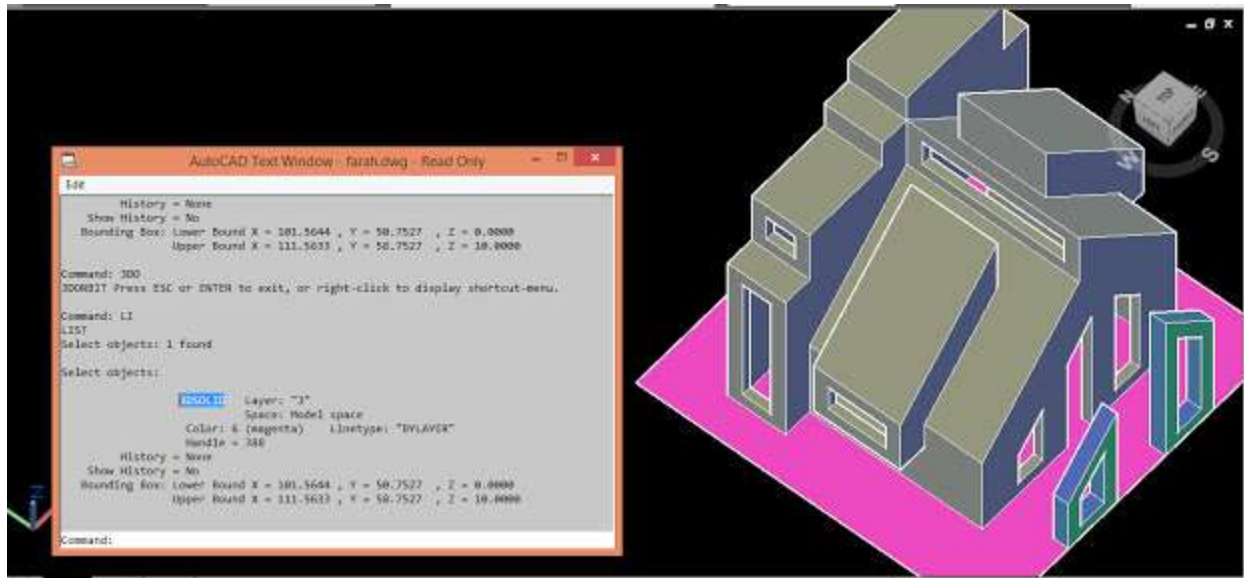 AutoCAD Text Window - farah.dwg - Read Only
Edit
History = None
Show History = No
Bounding Box: Lower Bound X = 101.5644 , Y = 50.7527 , Z = 0.0000
Upper Bound X = 111.5633 , Y = 58.7527 , Z = 10.0000
Command: 3DO
3DORBIT Press ESC or ENTER to exit, or right-click to display shortcut-menu.
Command: LI
LIST
Select objects: 1 found
Select objects:
3DSOLID Layer: "3"
Space: Model space
Color: 6 (magenta) Linetype: "BYLAYER"
Handle = 388
History = None
Show History = No
Bounding Box: Lower Bound X = 101.5644 , Y = 50.7527 , Z = 0.0000
Upper Bound X = 111.5633 , Y = 58.7527 , Z = 10.0000
Command:
N
E
TOP
W
S
Z